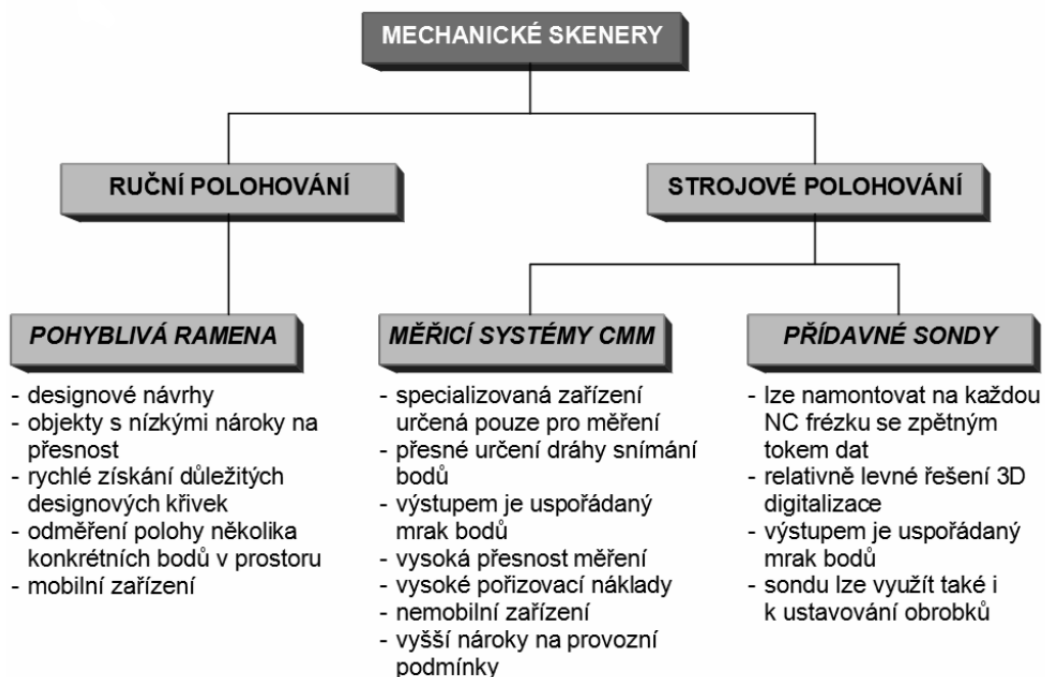 MECHANICKÉ SKENERY
RUČNÍ POLOHOVÁNÍ
STROJOVÉ POLOHOVÁNÍ
POHYBLIVÁ RAMENA
- designové návrhy
- objekty s nízkými nároky na
přesnost
- rychlé získání důležitých
designových křivek
- odměření polohy několika
konkrétních bodů v prostoru
- mobilní zařízení
MĚŘICÍ SYSTÉMY CMM
- specializovaná zařízení
určená pouze pro měření
- přesné určení dráhy snímání
bodů
- výstupem je uspořádaný
mrak bodů
- vysoká přesnost měření
- vysoké pořizovací náklady
- nemobilní zařízení
- vyšší nároky na provozní
podmínky
PŘÍDAVNÉ SONDY
- lze namontovat na každou
NC frézku se zpětným
tokem dat
- relativně levné řešení 3D
digitalizace
- výstupem je uspořádaný
mrak bodů
- sondu lze využít také i
k ustavování obrobků